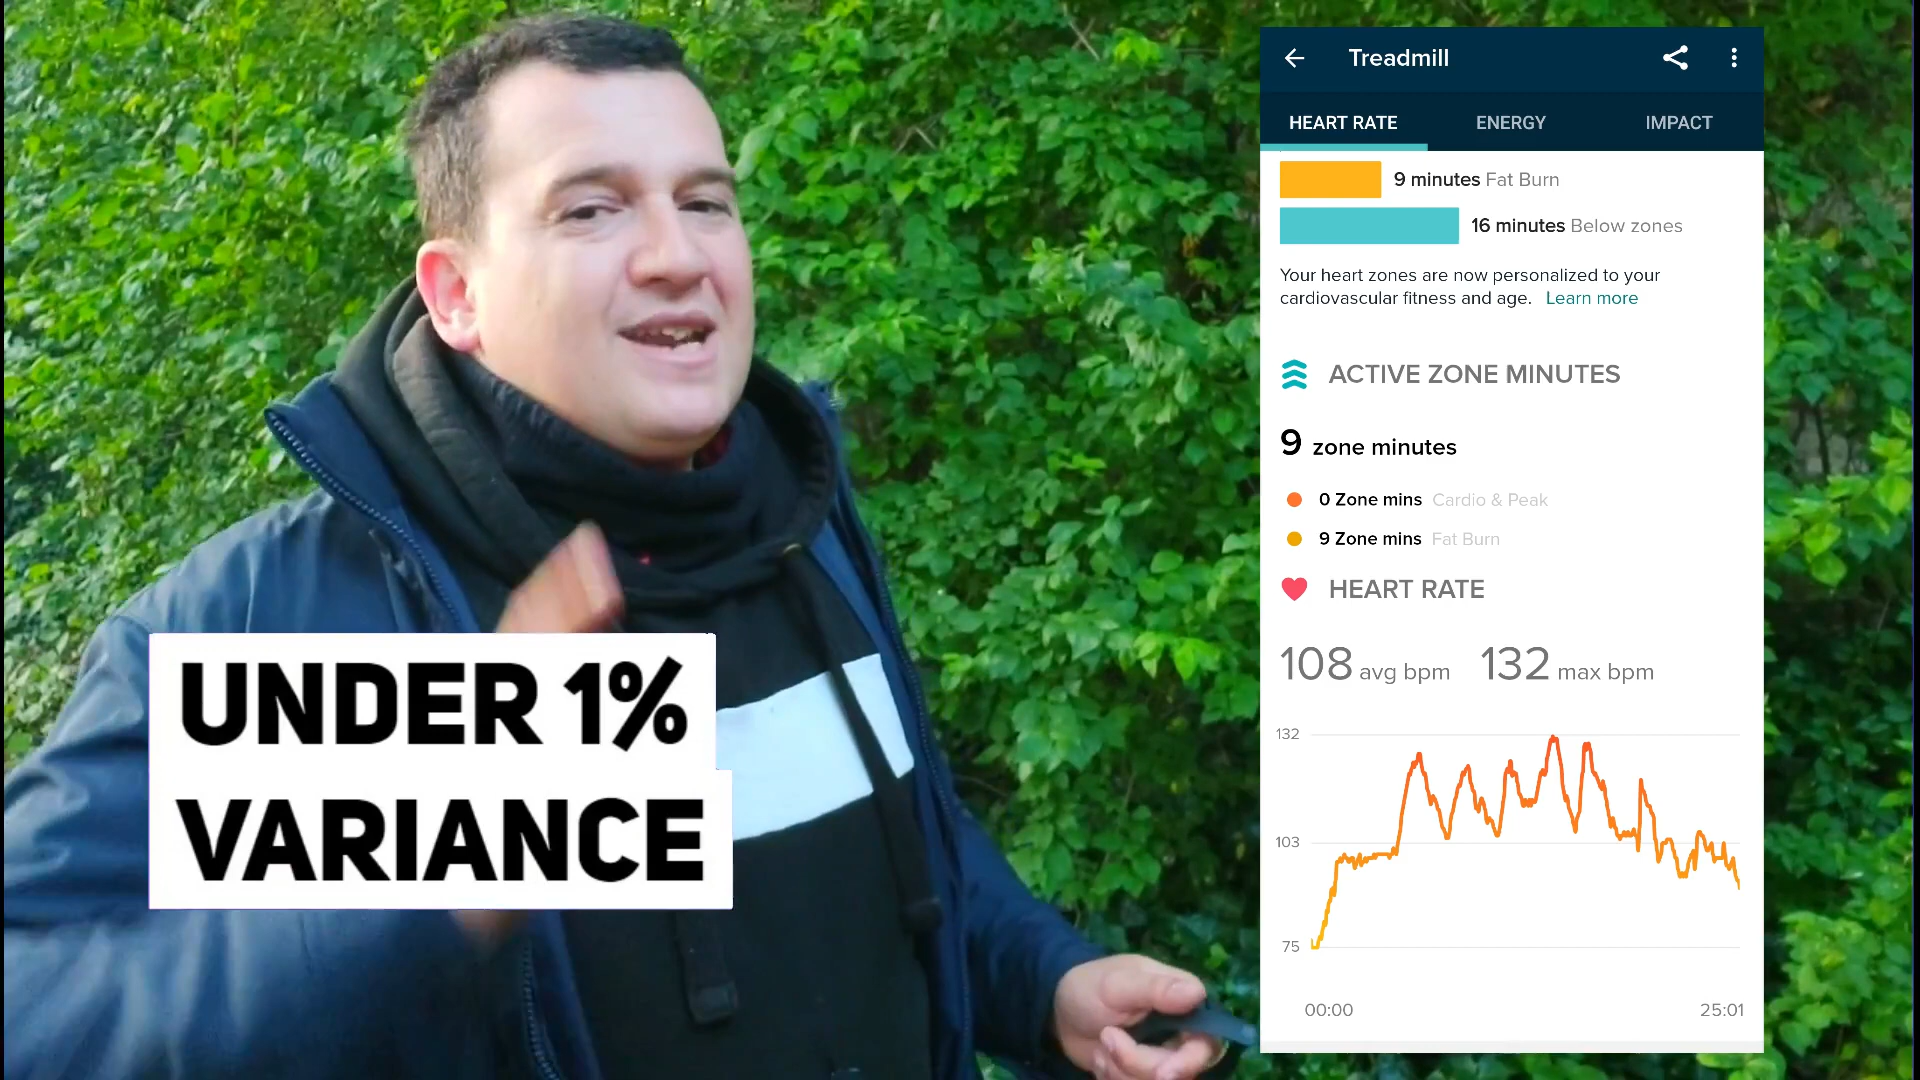 Treadmill
HEART RATE ENERGY IMPACT
9 minutes Fat Burn
16 minutes Below zones
Your heart zones are now personalized to your
cardiovascular fitness and age. Learn more
ACTIVE ZONE MINUTES
9 zone minutes
0 Zone mins Cardio & Peak
9 Zone mins Fat Burn
HEART RATE
108 avg bpm 132 max bpm
132
103
75
00:00 25:01
UNDER 1%
VARIANCE